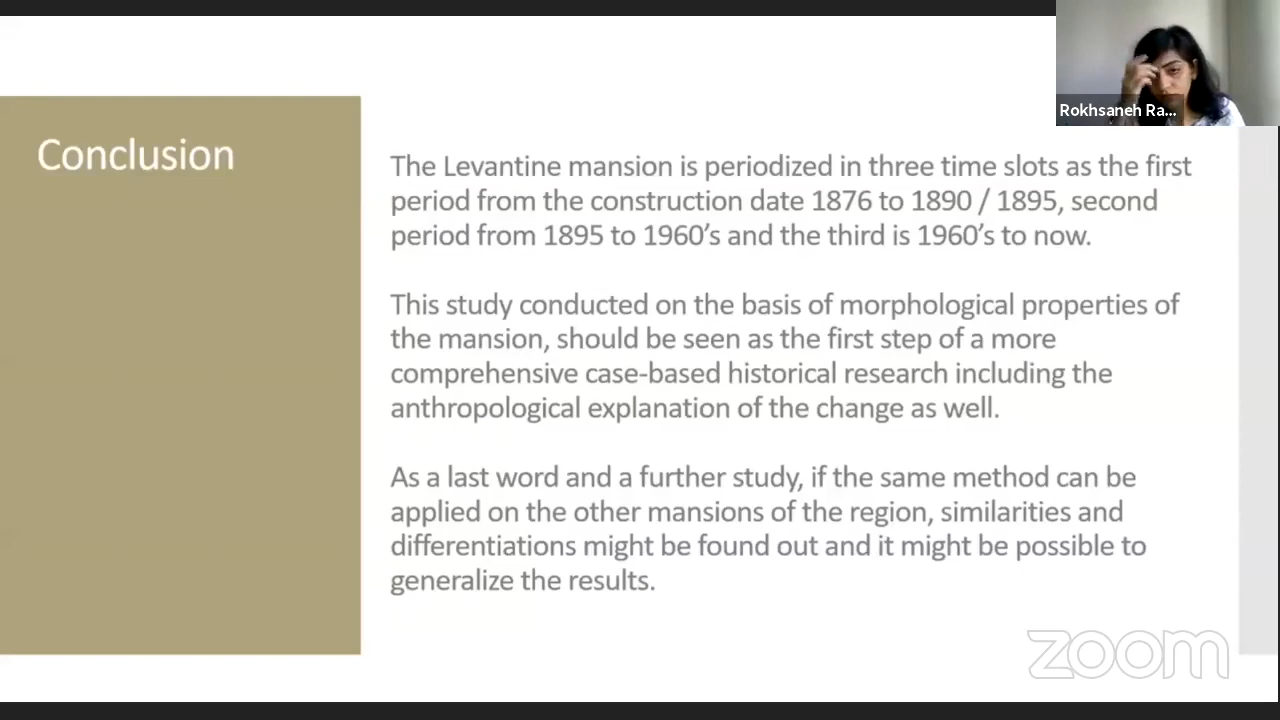 Rokhsaneh Ra...
Conclusion
The Levantine mansion is periodized in three time slots as the first
period from the construction date 1876 to 1890 / 1895, second
period from 1895 to 1960’s and the third is 1960’s to now.
This study conducted on the basis of morphological properties of
the mansion, should be seen as the first step of a more
comprehensive case-based historical research including the
anthropological explanation of the change as well.
As a last word and a further study, if the same method can be
applied on the other mansions of the region, similarities and
differentiations might be found out and it might be possible to
generalize the results.
zoom